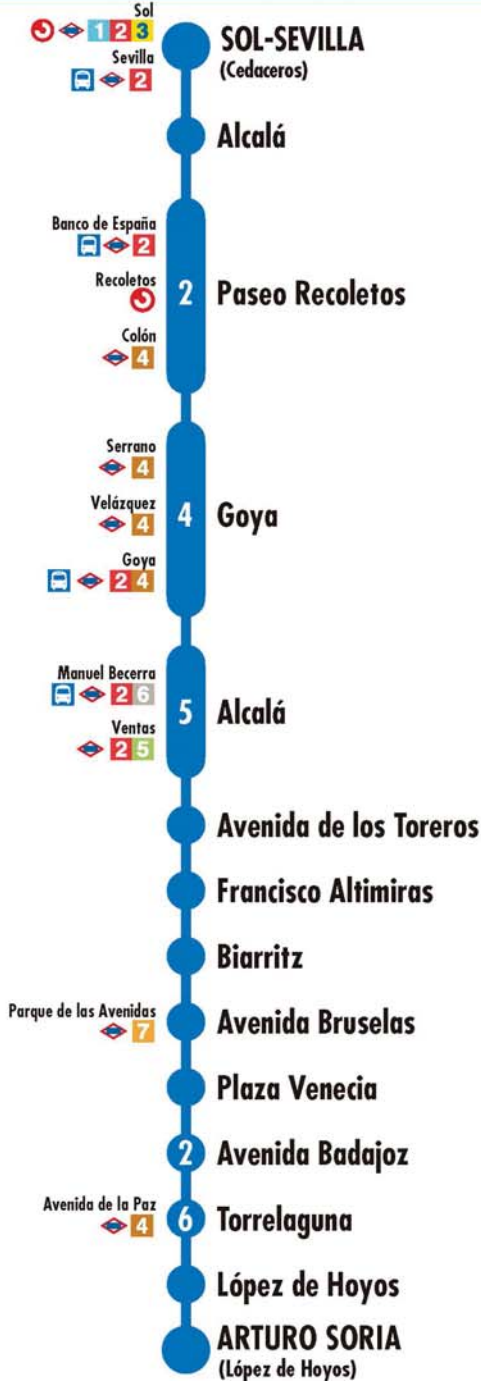 Sol
1 2 3
SOL-SEVILLA
(Cedaceros)
Sevilla
2
Alcalá
Banco de España
2
Recoletos
2 Paseo Recoletos
Colón
4
Serrano
4
Velázquez
4
4 Goya
Goya
2 4
Manuel Becerra
2 6
5 Alcalá
Ventas
2 5
Avenida de los Toreros
Francisco Altimiras
Biarritz
Parque de las Avenidas
7
Avenida Bruselas
Plaza Venecia
2 Avenida Badajoz
Avenida de la Paz
4
6 Torrelaguna
López de Hoyos
ARTURO SORIA
(López de Hoyos)